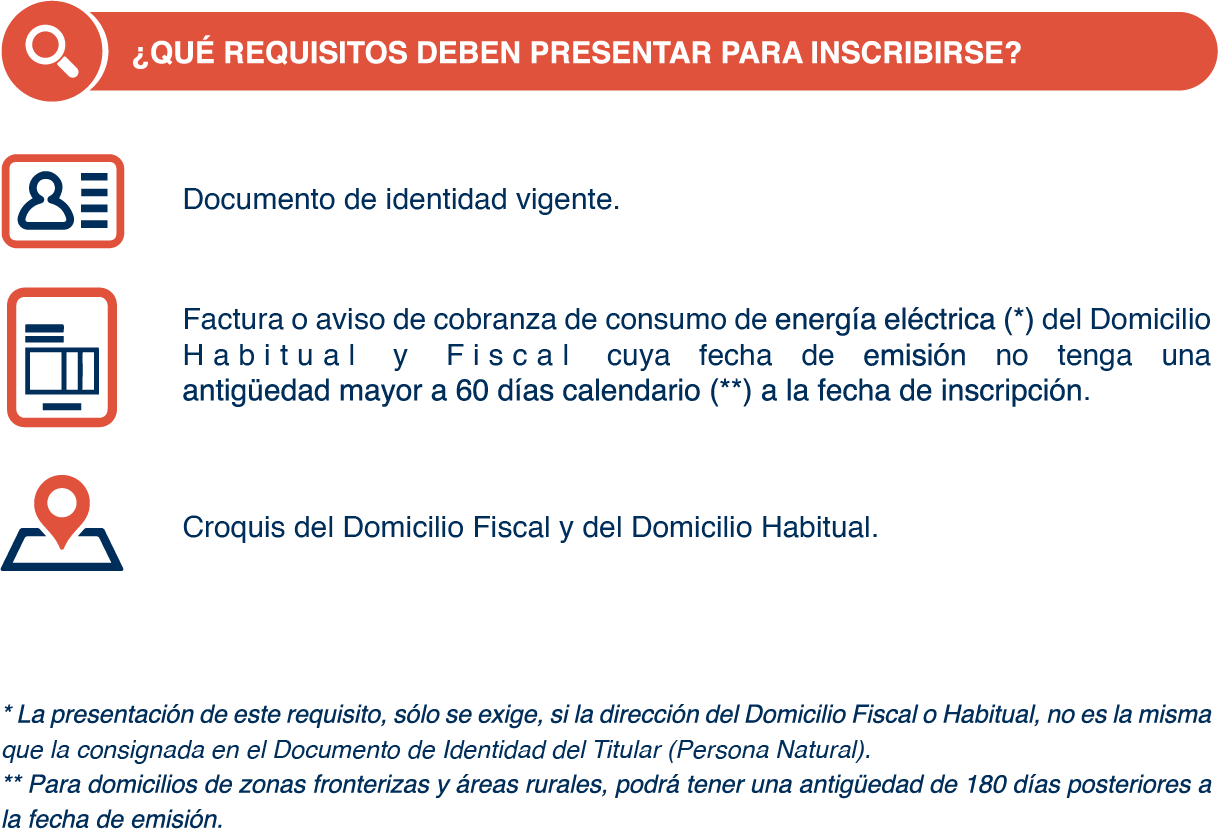 ¿QUÉ REQUISITOS DEBEN PRESENTAR PARA INSCRIBIRSE?
Documento de identidad vigente.
Factura o aviso de cobranza de consumo de energía eléctrica (*) del Domicilio
Habitual y Fiscal cuya fecha de emisión no tenga una
antigüedad mayor a 60 días calendario (**) a la fecha de inscripción.
Croquis del Domicilio Fiscal y del Domicilio Habitual.
* La presentación de este requisito, sólo se exige, si la dirección del Domicilio Fiscal o Habitual, no es la misma
que la consignada en el Documento de Identidad del Titular (Persona Natural).
** Para domicilios de zonas fronterizas y áreas rurales, podrá tener una antigüedad de 180 días posteriores a
la fecha de emisión.